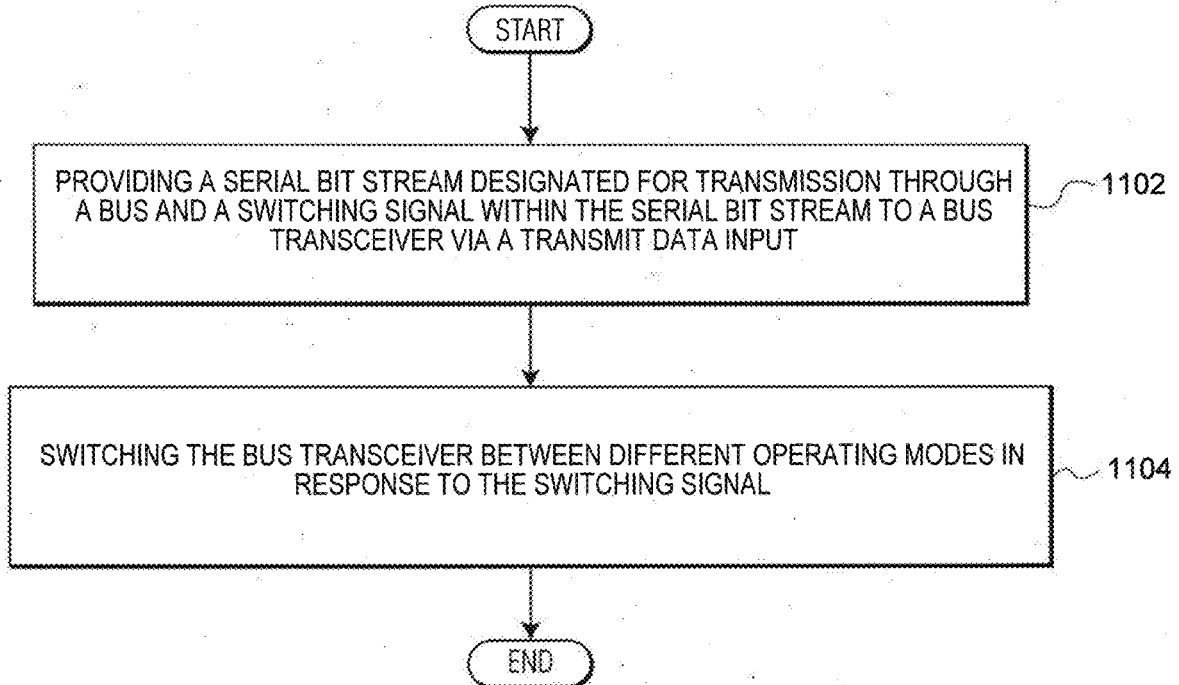 START
PROVIDING A SERIAL BIT STREAM DESIGNATED FOR TRANSMISSION THROUGH
A BUS AND A SWITCHING SIGNAL WITHIN THE SERIAL BIT STREAM TO A BUS
TRANSCEIVER VIA A TRANSMIT DATA INPUT
1102
SWITCHING THE BUS TRANSCEIVER BETWEEN DIFFERENT OPERATING MODES IN
RESPONSE TO THE SWITCHING SIGNAL
1104
END